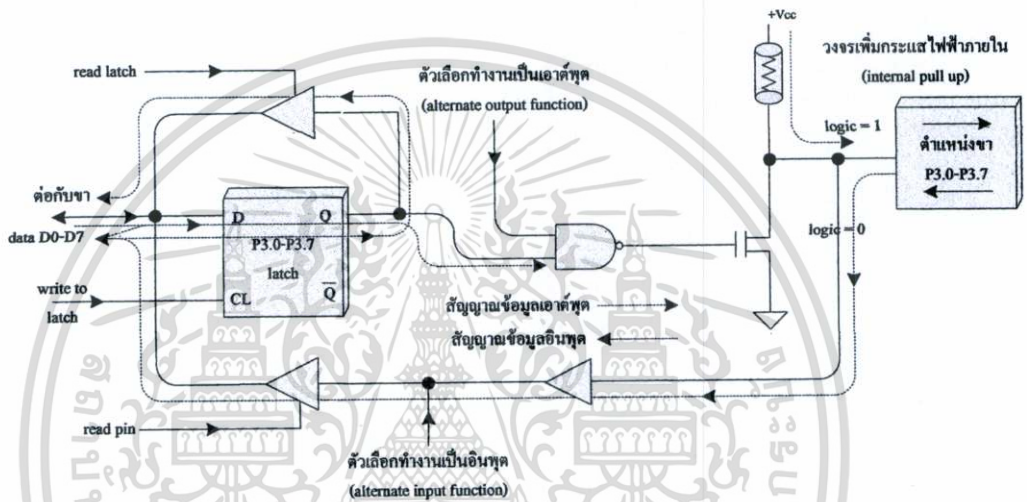 +Vcc
วงจรเพิ่มกระแสไฟฟ้าภายใน
(internal pull up)
read latch
ตัวเลือกทำงานเป็นเอาต์พุต
(alternate output function)
logic = 1
ตำแหน่งขา
P3.0-P3.7
ต่อกับขา
data D0-D7
D
Q
P3.0-P3.7
latch
logic = 0
write to
latch
CL
Q
สัญญาณข้อมูลเอาต์พุต
สัญญาณข้อมูลอินพุต
read pin
ตัวเลือกทำงานเป็นอินพุต
(alternate input function)